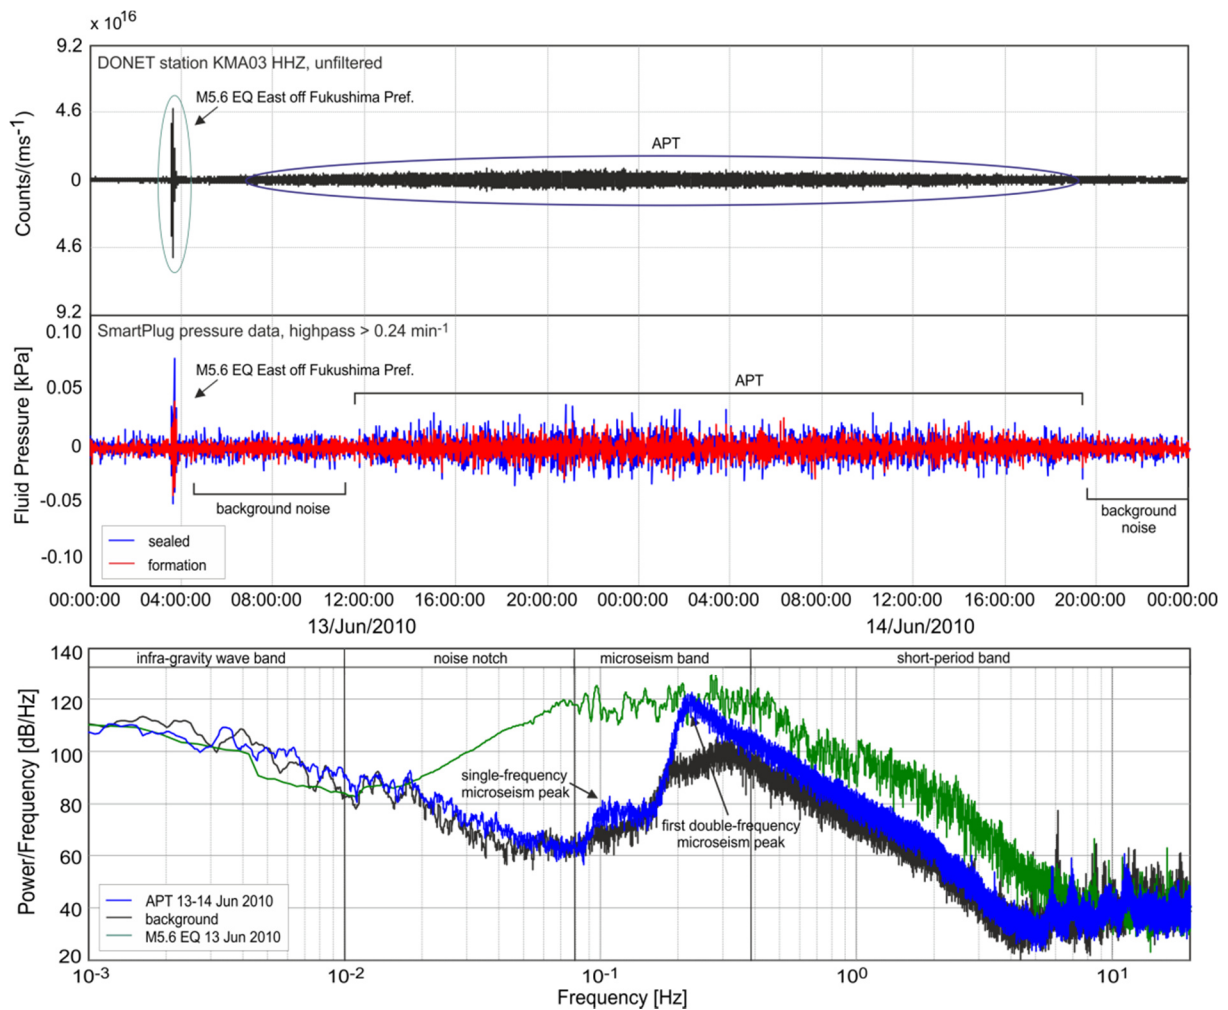 x 10¹⁶
9.2
DONET station KMA03 HHZ, unfiltered
M5.6 EQ East off Fukushima Pref.
4.6
APT
0
4.6
9.2
Counts/(ms⁻¹)
SmartPlug pressure data, highpass > 0.24 min⁻¹
0.10
M5.6 EQ East off Fukushima Pref.
APT
0.05
0
-0.05
-0.10
Fluid Pressure [kPa]
background noise
background
noise
sealed
formation
00:00:00 04:00:00 08:00:00 12:00:00 16:00:00 20:00:00 00:00:00 04:00:00 08:00:00 12:00:00 16:00:00 20:00:00 00:00:00
13/Jun/2010 14/Jun/2010
140
infra-gravity wave band noise notch microseism band short-period band
120
100
80
60
40
20
Power/Frequency [dB/Hz]
single-frequency
microseism peak
first double-frequency
microseism peak
APT 13-14 Jun 2010
background
M5.6 EQ 13 Jun 2010
10⁻³ 10⁻² 10⁻¹ 10⁰ 10¹
Frequency [Hz]